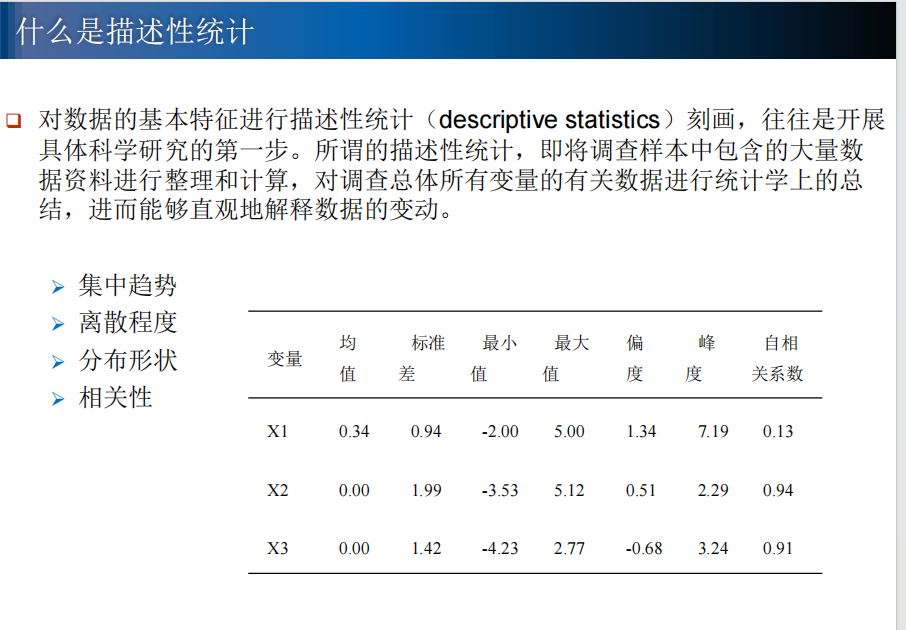 什么是描述性统计
对数据的基本特征进行描述性统计（descriptive statistics）刻画，往往是开展
具体科学研究的第一步。所谓的描述性统计，即将调查样本中包含的大量数
据资料进行整理和计算，对调查总体所有变量的有关数据进行统计学上的总
结，进而能够直观地解释数据的变动。
集中趋势
离散程度
分布形状
相关性
变量 均值 标准差 最小值 最大值 偏度 峰度 自相关系数
X1 0.34 0.94 -2.00 5.00 1.34 7.19 0.13
X2 0.00 1.99 -3.53 5.12 0.51 2.29 0.94
X3 0.00 1.42 -4.23 2.77 -0.68 3.24 0.91